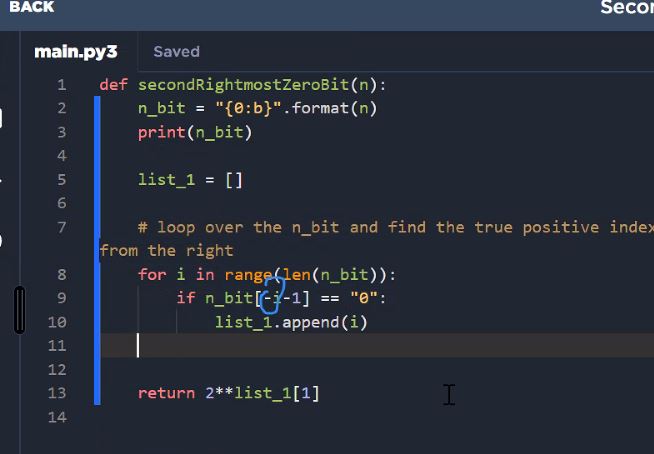 BACK
Secor
main.py3 Saved
1 def secondRightmostZeroBit(n):
2 n_bit = "{0:b}".format(n)
3 print(n_bit)
4
5 list_1 = []
6
7 # loop over the n_bit and find the true positive index
from the right
8 for i in range(len(n_bit)):
9 if n_bit[-i-1] == "0":
10 list_1.append(i)
11
12
13 return 2**list_1[1]
14